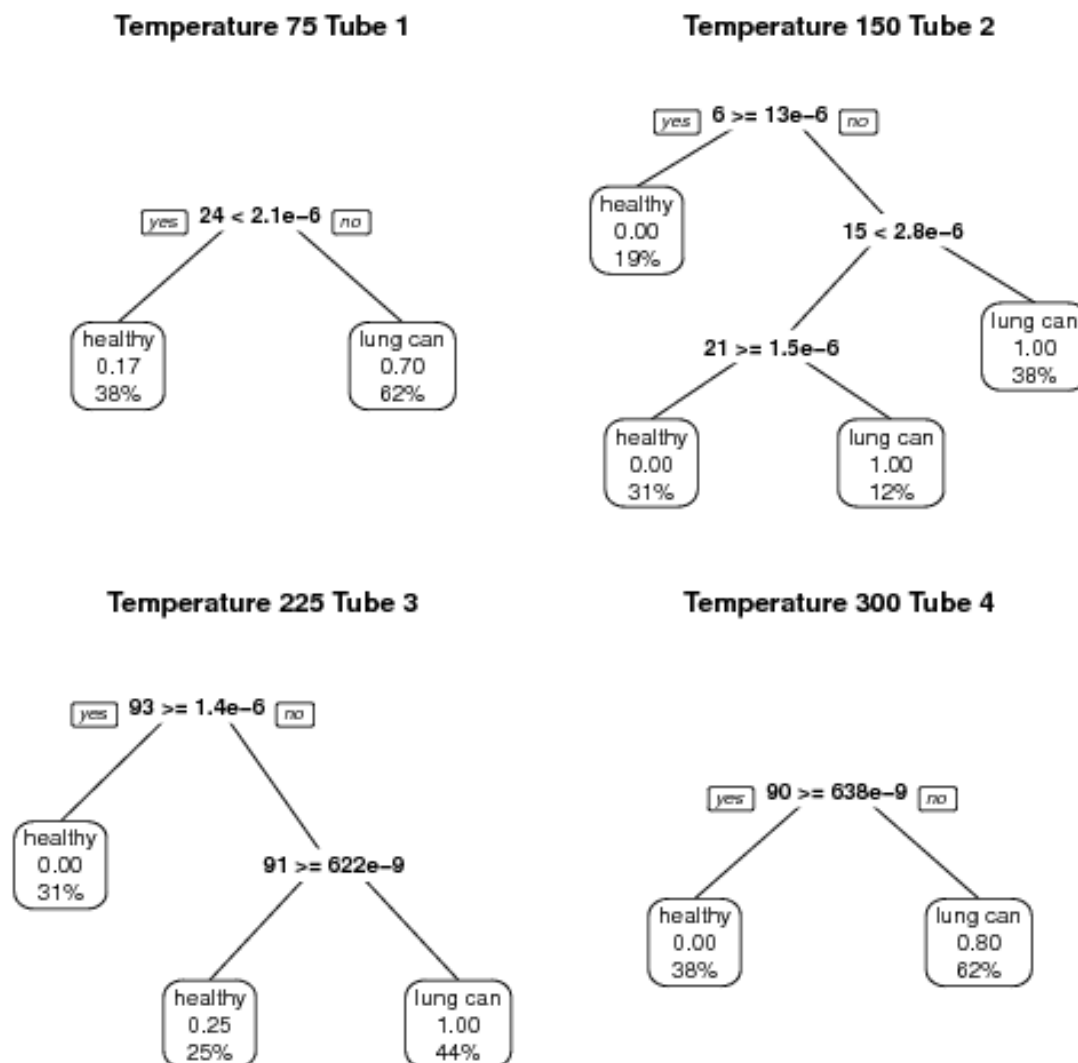 Temperature 75 Tube 1
yes 24 < 2.1e−6 no
healthy
0.17
38%
lung can
0.70
62%
Temperature 150 Tube 2
yes 6 >= 13e−6 no
healthy
0.00
19%
15 < 2.8e−6
21 >= 1.5e−6
healthy
0.00
31%
lung can
1.00
12%
lung can
1.00
38%
Temperature 225 Tube 3
yes 93 >= 1.4e−6 no
healthy
0.00
31%
91 >= 622e−9
healthy
0.25
25%
lung can
1.00
44%
Temperature 300 Tube 4
yes 90 >= 638e−9 no
healthy
0.00
38%
lung can
0.80
62%